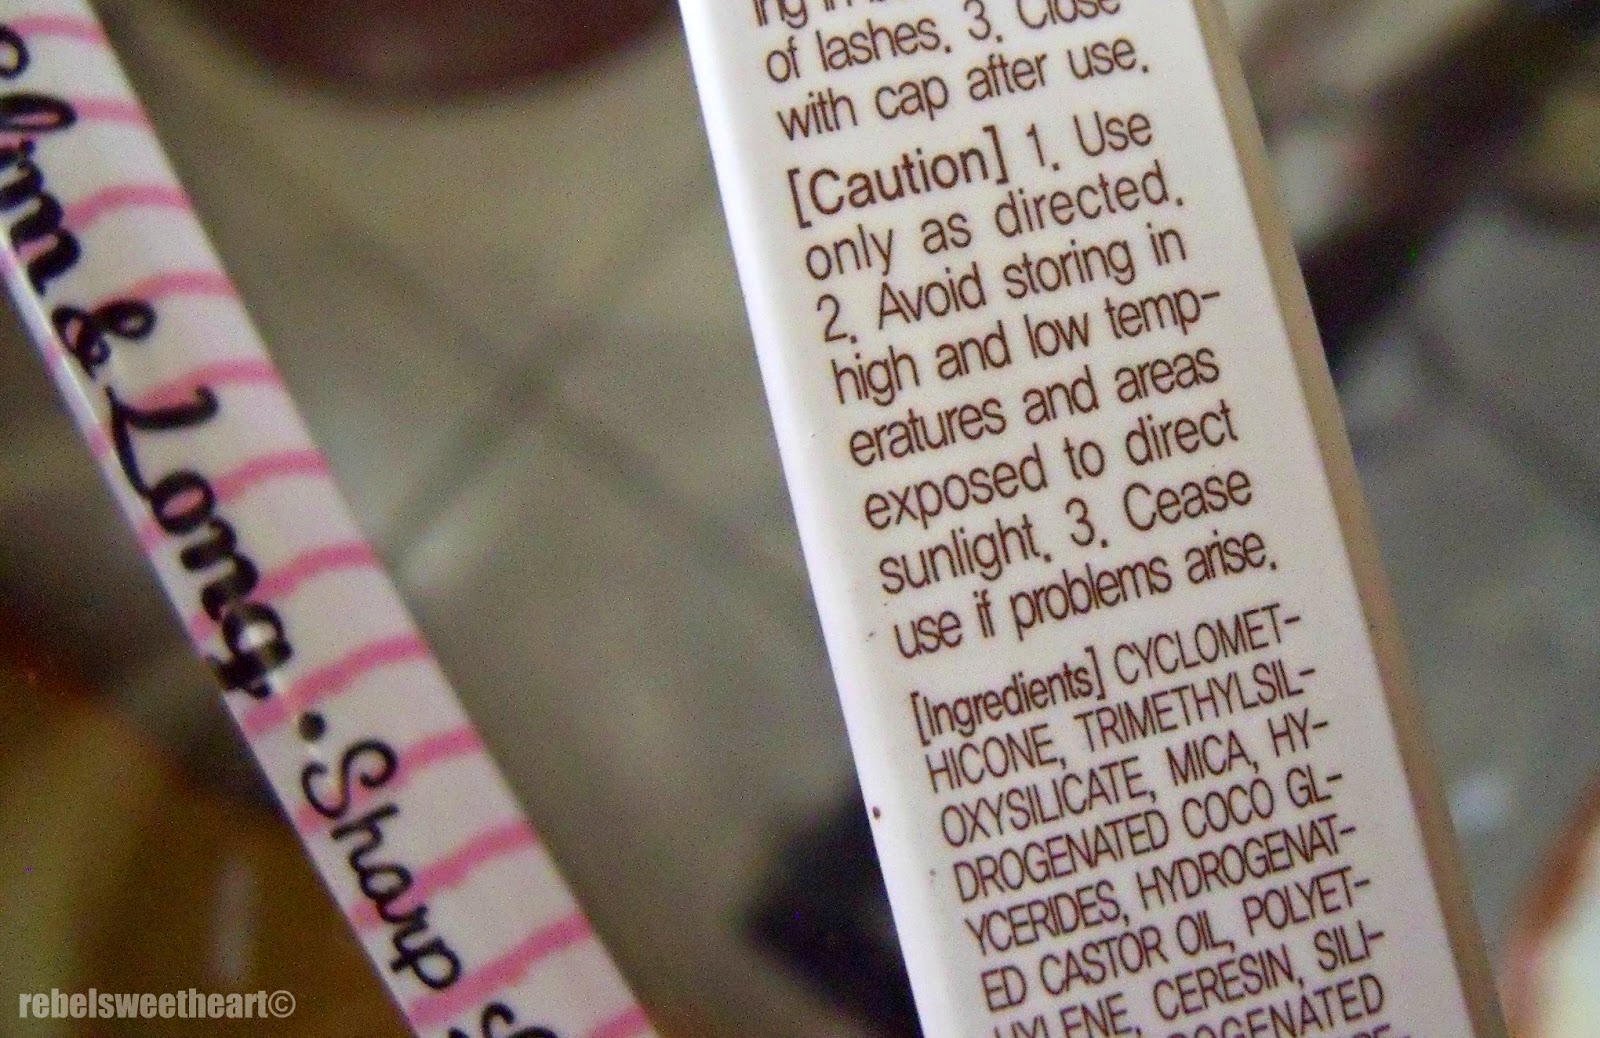 Slim & Long. Sharp
of lashes. 3. Close
with cap after use.
[Caution] 1. Use
only as directed.
2. Avoid storing in
high and low temp-
eratures and areas
exposed to direct
sunlight. 3. Cease
use if problems arise.
[Ingredients] CYCLOMET-
HICONE, TRIMETHYLSIL-
OXYSILICATE, MICA, HY-
DROGENATED COCO GL-
YCERIDES, HYDROGENAT-
ED CASTOR OIL, POLYET-
HYLENE, CERESIN, SILI-
rebelsweetheart©